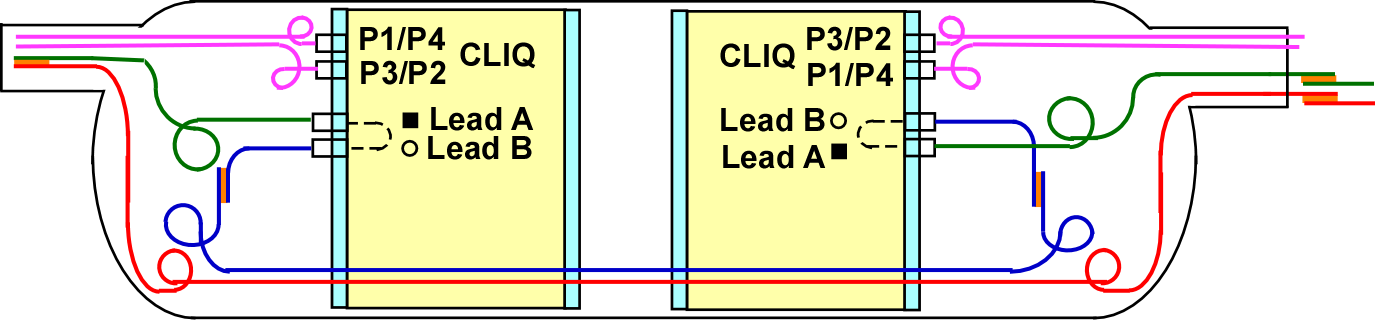 P1/P4
CLIQ
P3/P2
■ Lead A
○ Lead B
P3/P2
CLIQ
P1/P4
Lead B ○
Lead A ■